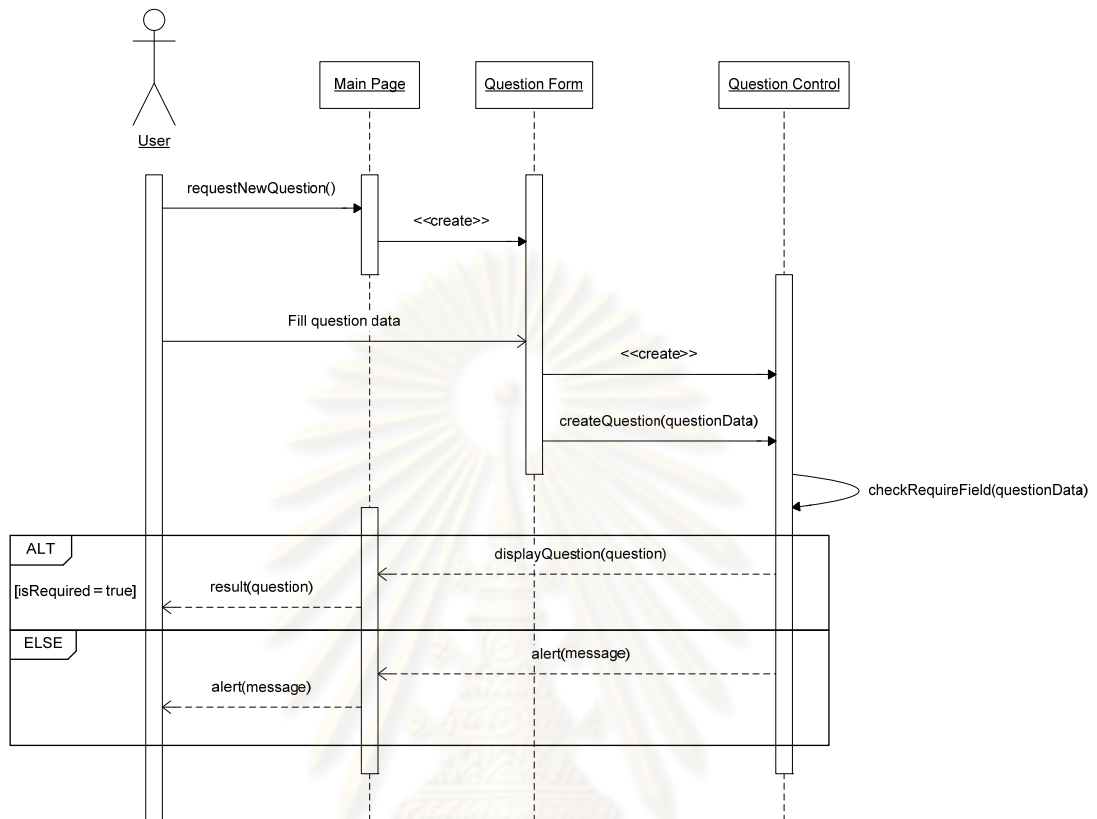 User
Main Page
Question Form
Question Control
requestNewQuestion()
<<create>>
Fill question data
<<create>>
createQuestion(questionData)
checkRequireField(questionData)
ALT
displayQuestion(question)
[isRequired = true]
result(question)
ELSE
alert(message)
alert(message)